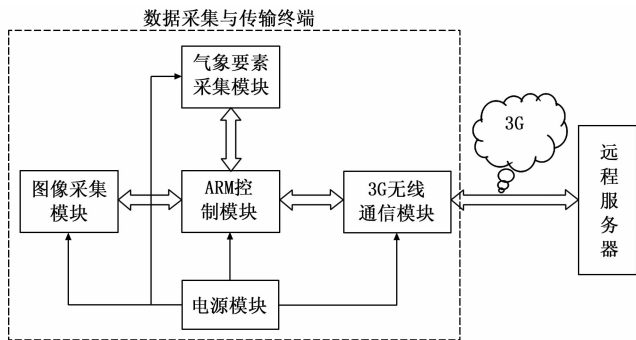 数据采集与传输终端
气象要素
采集模块
3G
图像采集
模块
ARM控
制模块
3G无线
通信模块
远
程
服
务
器
电源模块